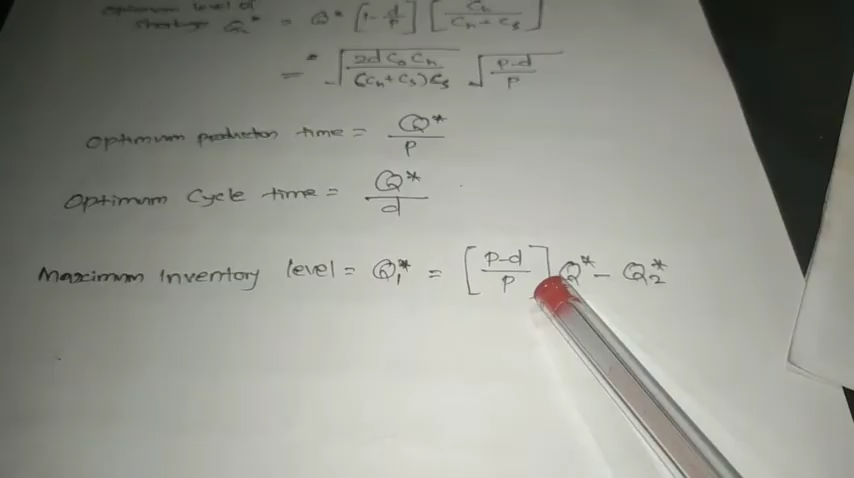 optimum level of
shortage Q₂* = Q* [1 - d/p] [Cₕ/(Cₕ + Cₛ)]
= √(2d C₀ Cₕ/((Cₕ + Cₛ) Cₛ)) √((p-d)/p)
optimum production time = Q*/p
optimum cycle time = Q*/d
Maximum Inventory level = Q₁* = [(p-d)/p] Q* - Q₂*